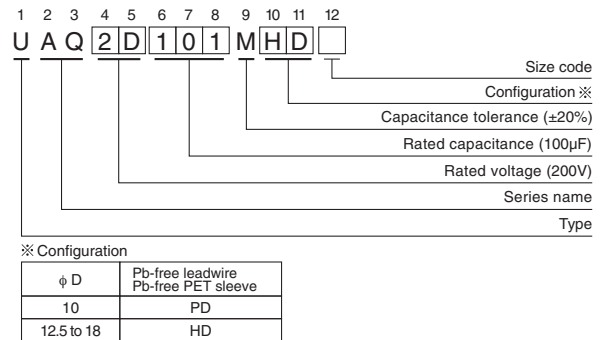 1 2 3 4 5 6 7 8 9 10 11 12
U A Q 2 D 1 0 1 M H D
Size code
Configuration ※
Capacitance tolerance (±20%)
Rated capacitance (100µF)
Rated voltage (200V)
Series name
Type
※ Configuration
ϕ D
Pb-free leadwire
Pb-free PET sleeve
10 PD
12.5 to 18 HD